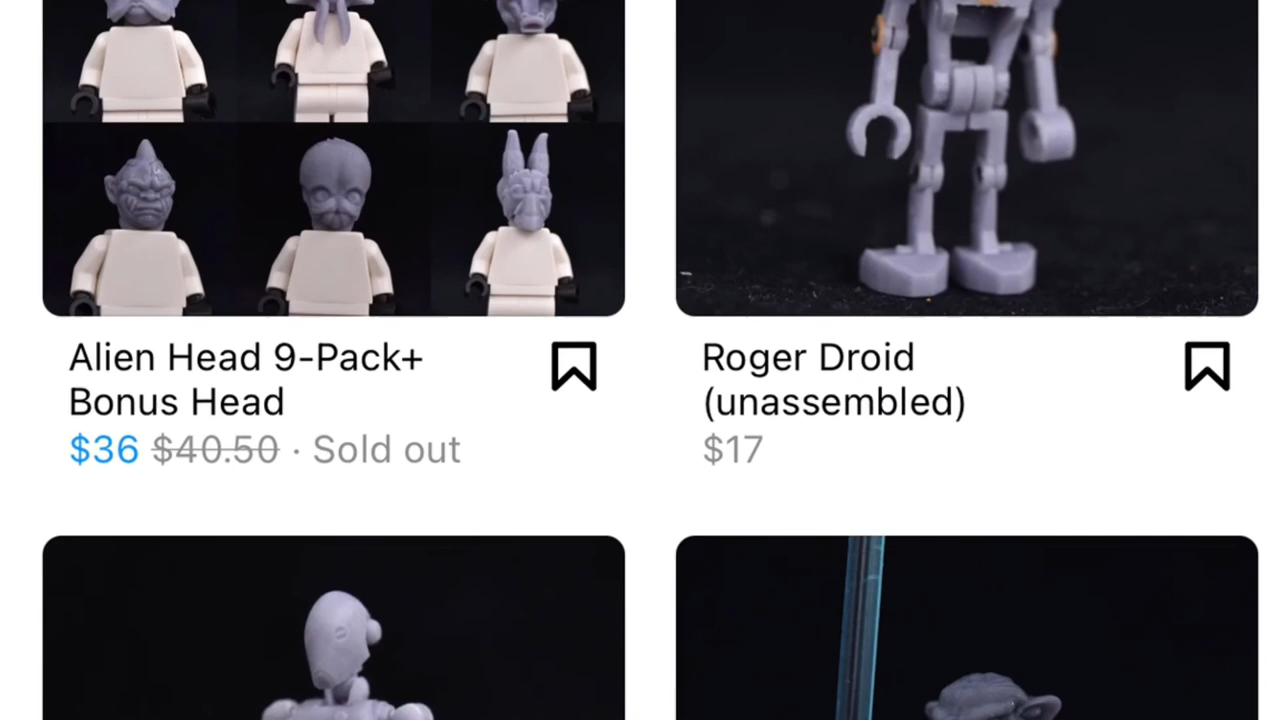 Alien Head 9-Pack+
Bonus Head
$36 $40.50 · Sold out
Roger Droid
(unassembled)
$17